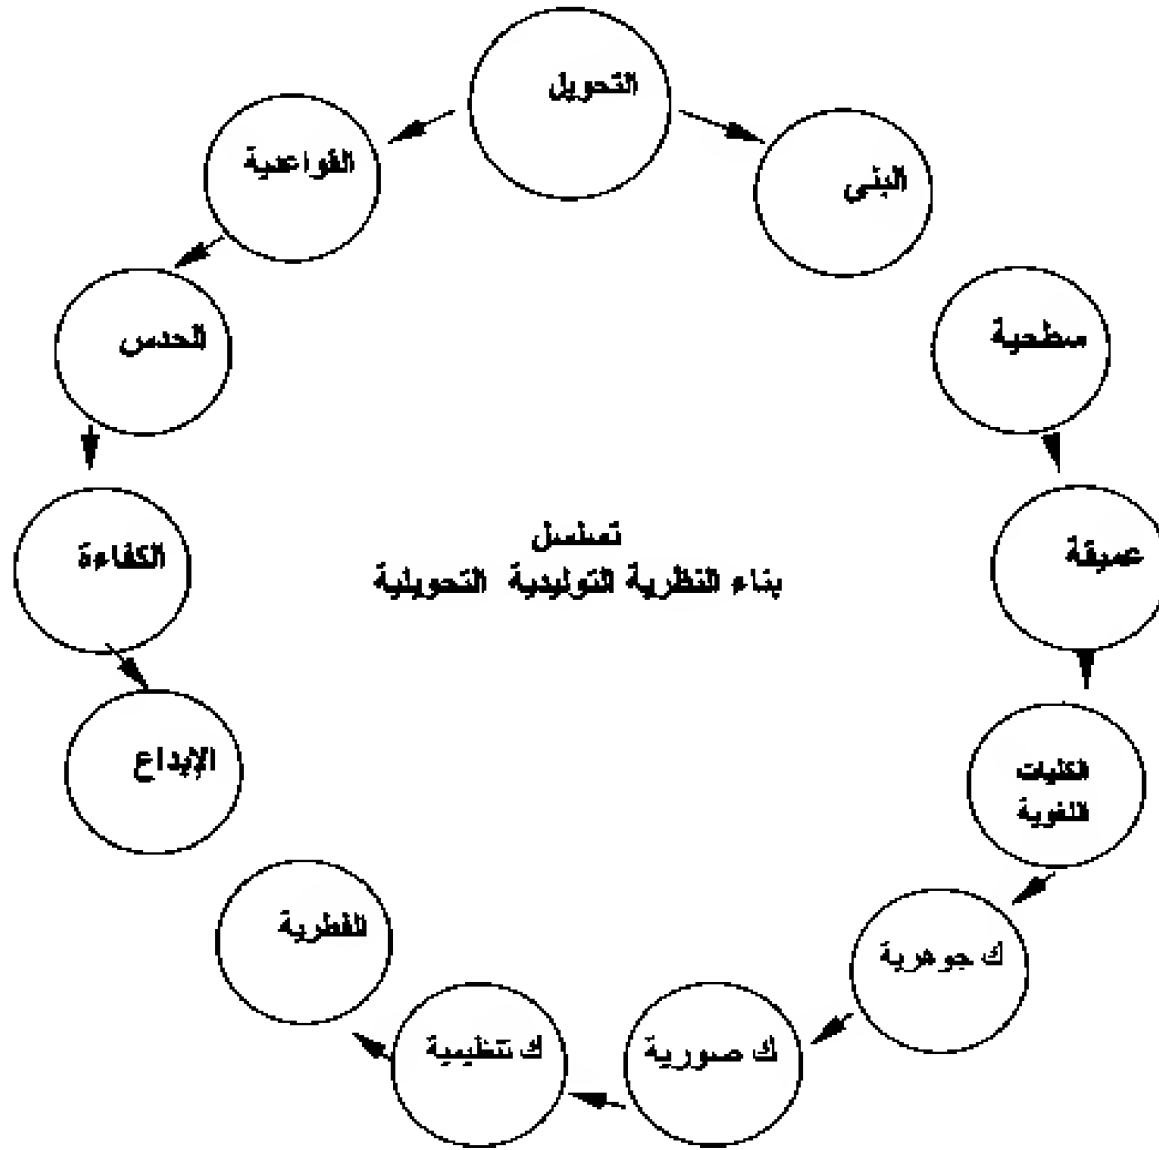 التحويل
البنى
سطحية
عميقة
الكليات
اللغوية
ك جوهرية
ك صورية
ك تنظيمية
الفطرية
القواعدية
الحدس
الكفاءة
الإبداع
تسلسل
بناء النظرية التوليدية التحويلية